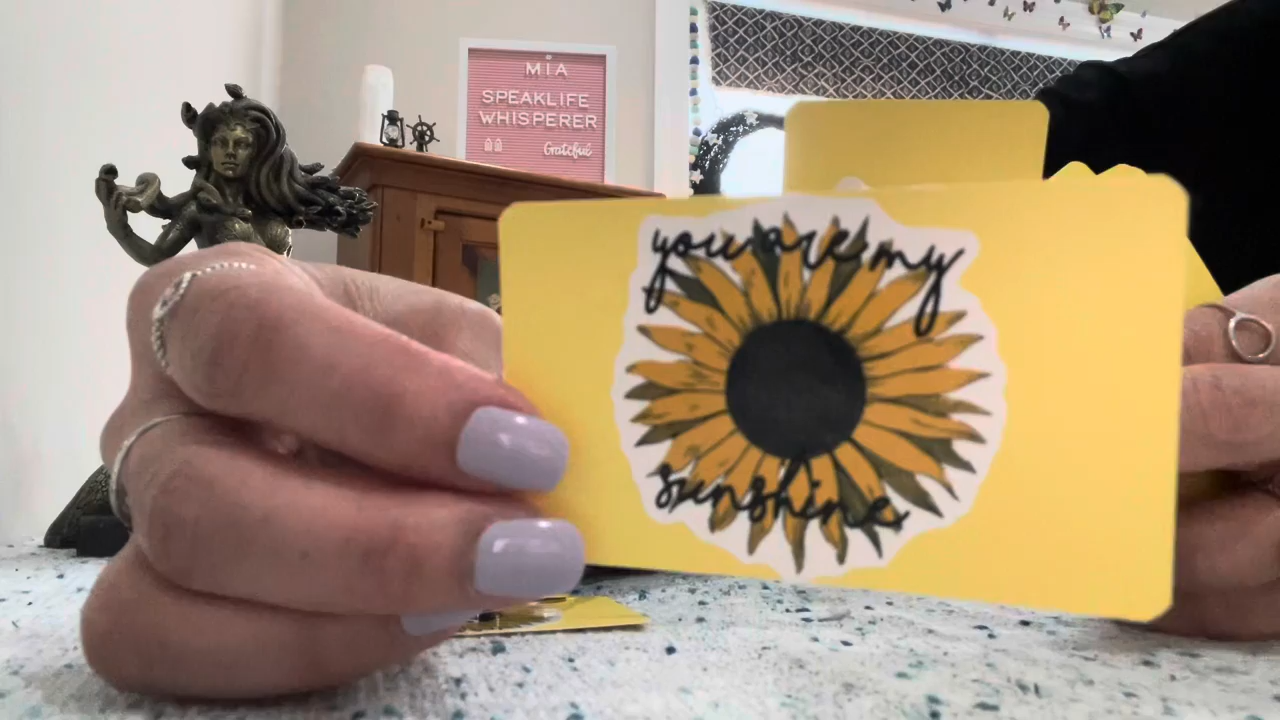 MIA
SPEAKLIFE
WHISPERER
Grateful
you are my
sunshine